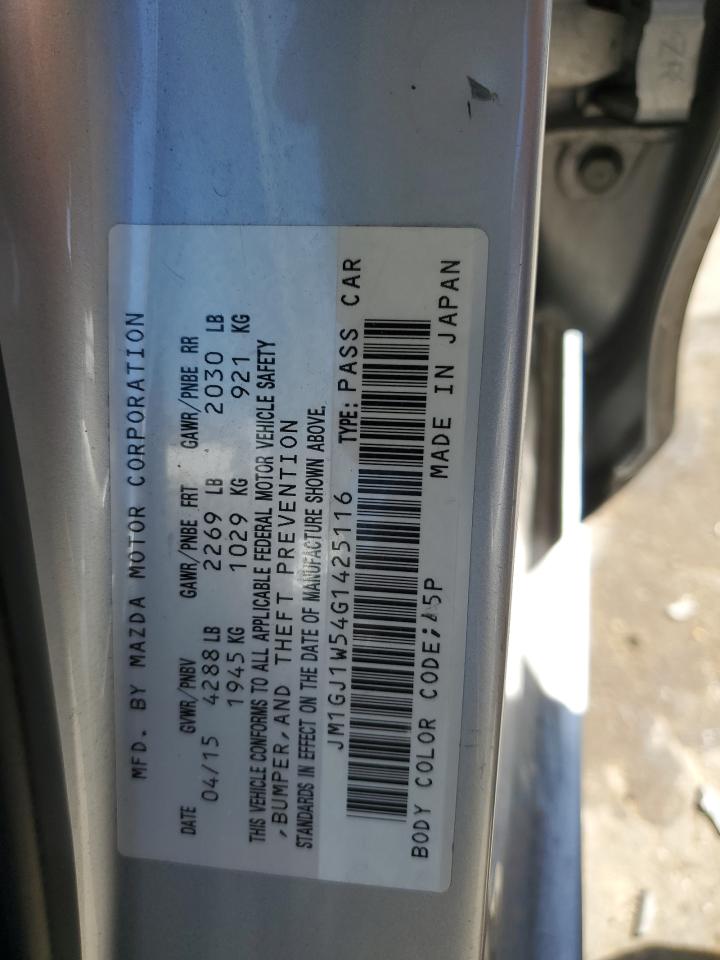 MFD. BY MAZDA MOTOR CORPORATION
DATE GVWR/PNBV GAWR/PNBE FRT GAWR/PNBE RR
04/15 4288 LB 2269 LB 2030 LB
1945 KG 1029 KG 921 KG
THIS VEHICLE CONFORMS TO ALL APPLICABLE FEDERAL MOTOR VEHICLE SAFETY
,BUMPER,AND THEFT PREVENTION
STANDARDS IN EFFECT ON THE DATE OF MANUFACTURE SHOWN ABOVE.
JM1GJ1W54G1425116 TYPE: PASS CAR
BODY COLOR CODE;45P MADE IN JAPAN